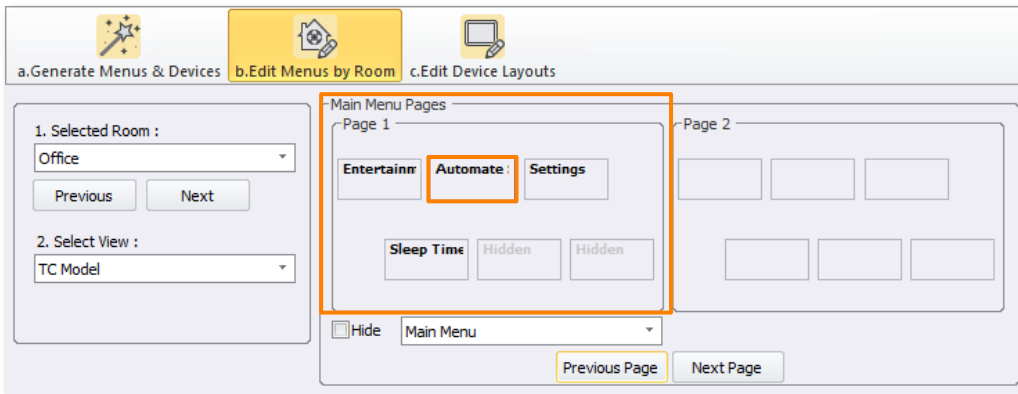 a.Generate Menus & Devices
b.Edit Menus by Room
c.Edit Device Layouts
1. Selected Room :
Office
Previous
Next
2. Select View :
TC Model
Main Menu Pages
Page 1
Entertainm
Automate
Settings
Sleep Time
Hidden
Hidden
Page 2
Hide
Main Menu
Previous Page
Next Page